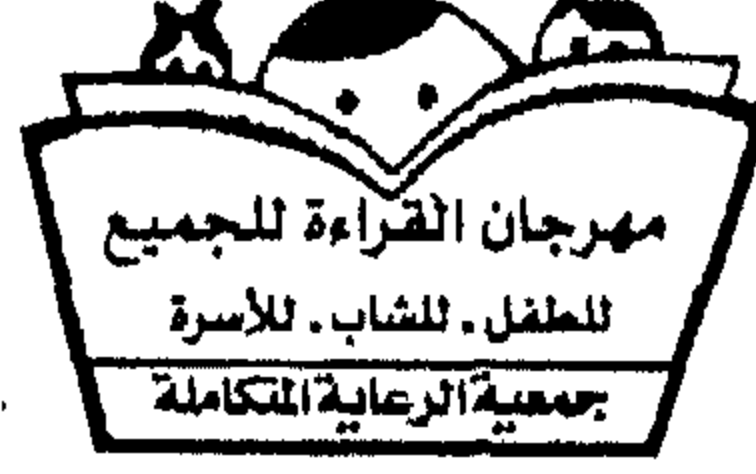 مهرجان القراءة للجميع
للطفل . للشاب . للأسرة
جمعية الرعاية المتكاملة